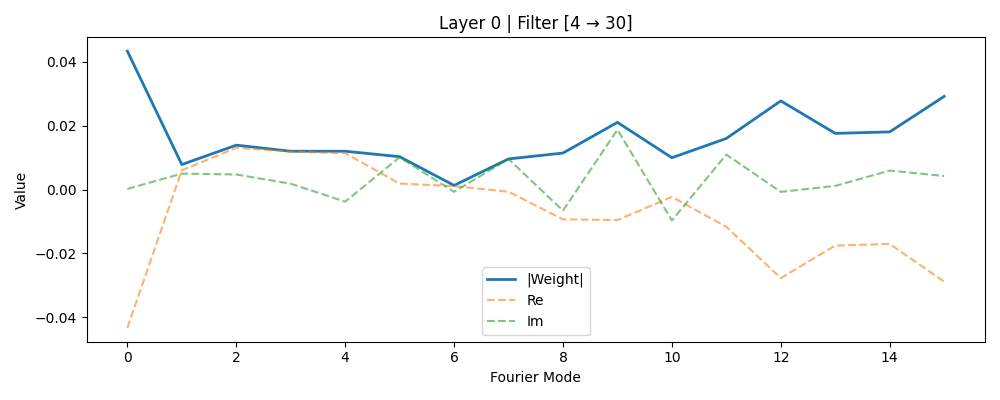 Layer 0 | Filter [4 → 30]
Value
0.04
0.02
0.00
−0.02
−0.04
|Weight|
Re
Im
0 2 4 6 8 10 12 14
Fourier Mode